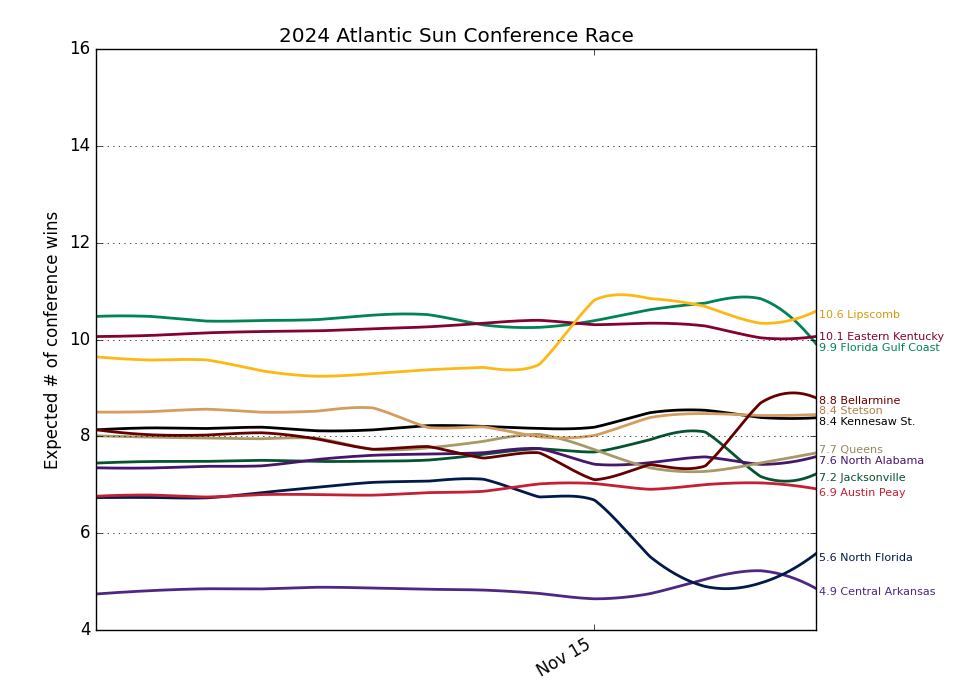 2024 Atlantic Sun Conference Race
Expected # of conference wins
16
14
12
10
8
6
4
Nov 15
10.6 Lipscomb
10.1 Eastern Kentucky
9.9 Florida Gulf Coast
8.8 Bellarmine
8.4 Stetson
8.4 Kennesaw St.
7.7 Queens
7.6 North Alabama
7.2 Jacksonville
6.9 Austin Peay
5.6 North Florida
4.9 Central Arkansas